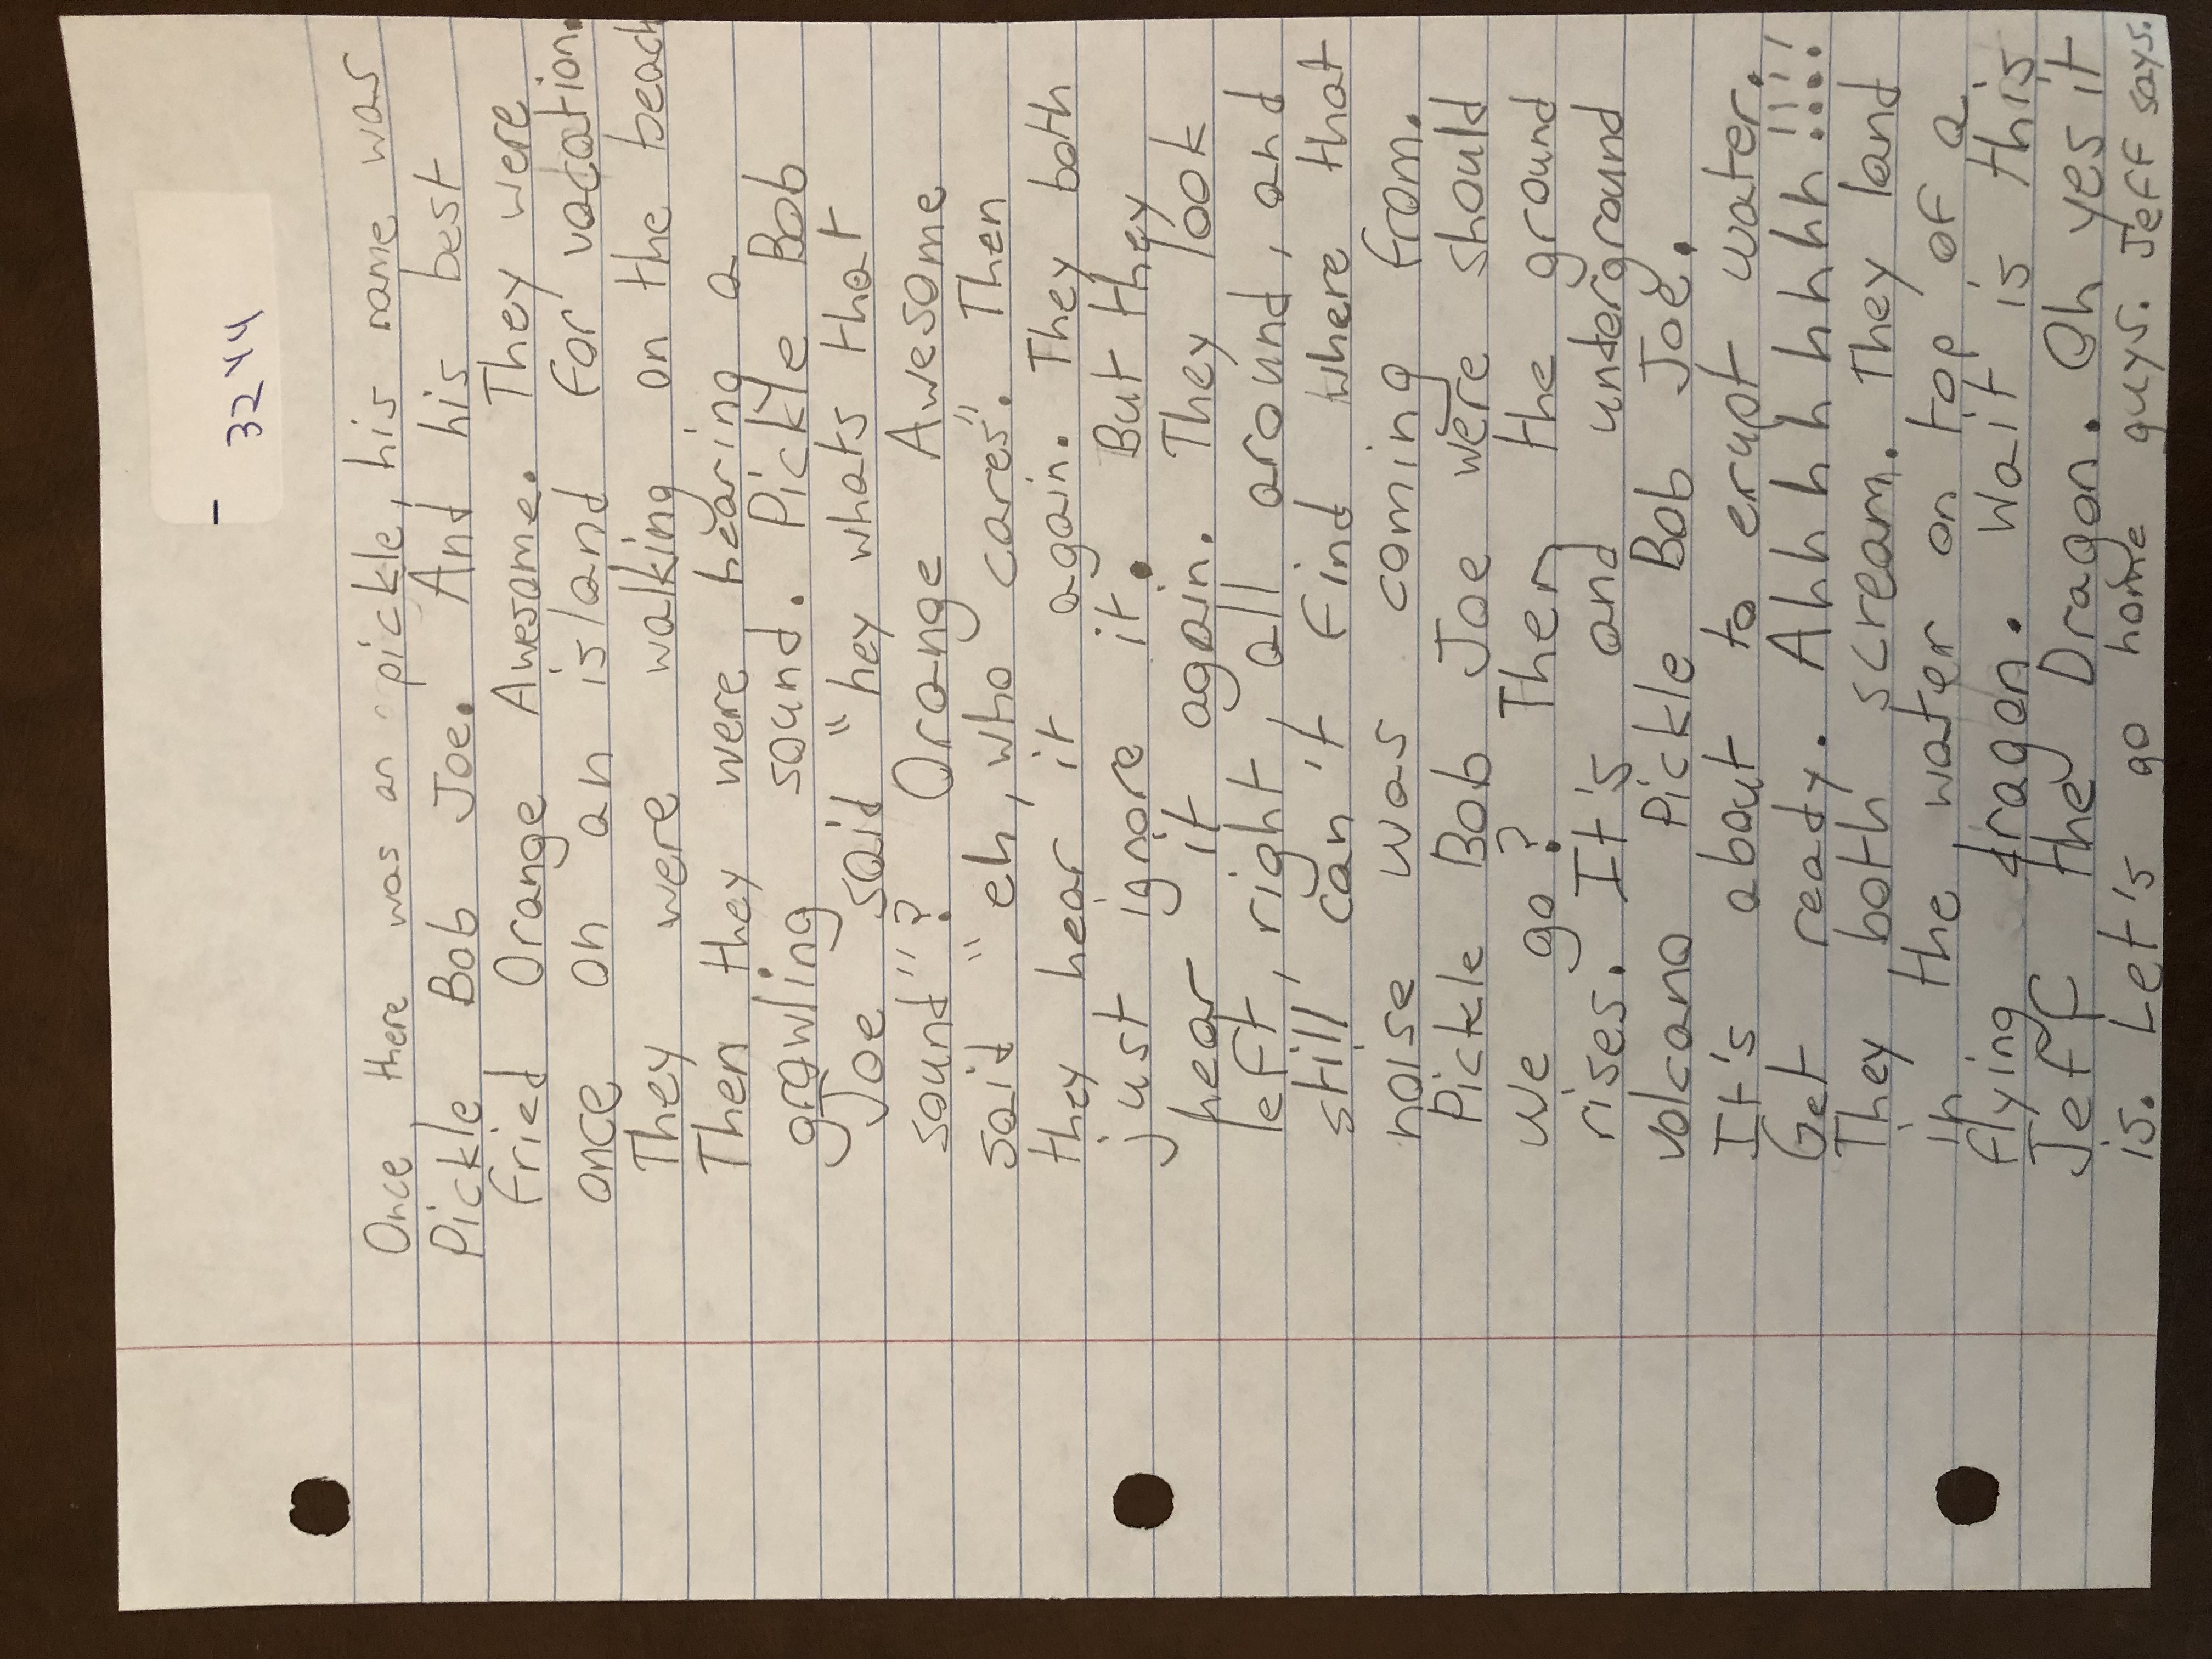 3244
Once there was an pickle, his name was
Pickle Bob Joe. And his best
fried Orange Awesome. They were
once on an island for vacation.
They were walking on the beach
Then they were hearing a
growling sound. Pickle Bob
Joe said "hey whats that
sound"? Orange Awesome
said "eh, who cares". Then
they hear it again. They both
just ignore it. But they
hear it again. They look
left, right, all around, and
still can't find where that
noise was coming from.
Pickle Bob Joe were should
we go? Then the ground
rises. It's and underground
volcano Pickle Bob Joe.
It's about to erupt water.
Get ready. Ahhhhhhhh!!!!
They both scream. They land
in the water on top of a
flying dragon. Wait is this
Jeff the Dragon. Oh yes it
is. Let's go home guys. Jeff says.